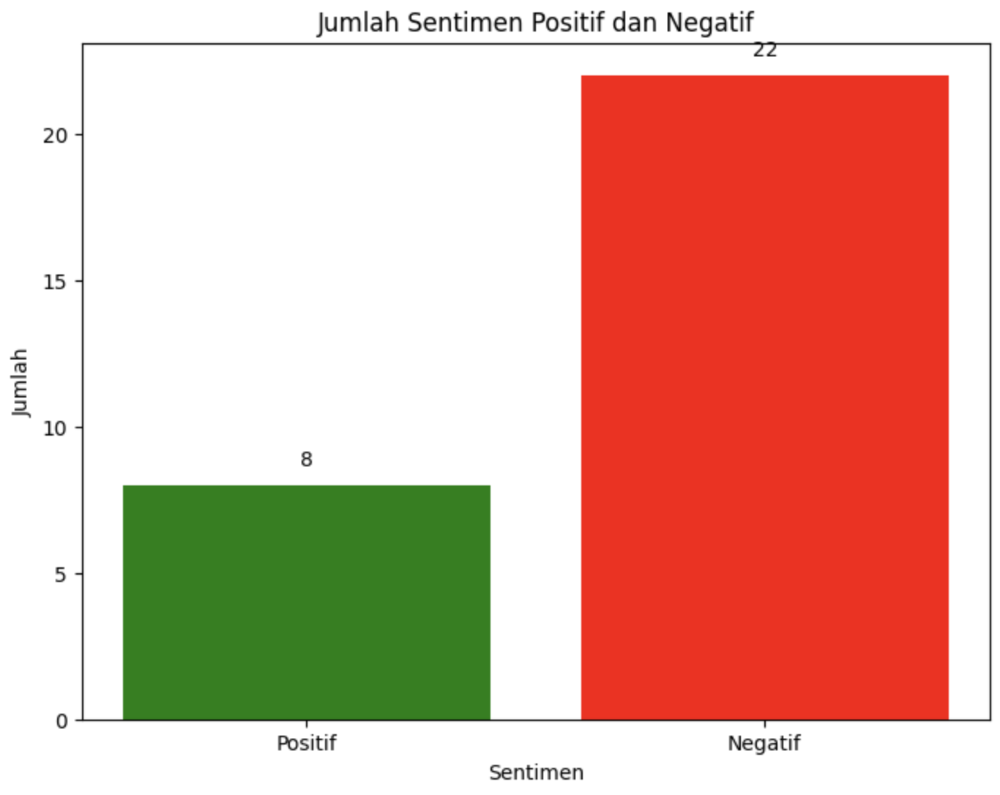 Jumlah Sentimen Positif dan Negatif
22
20
15
Jumlah
10
8
5
0
Positif
Negatif
Sentimen